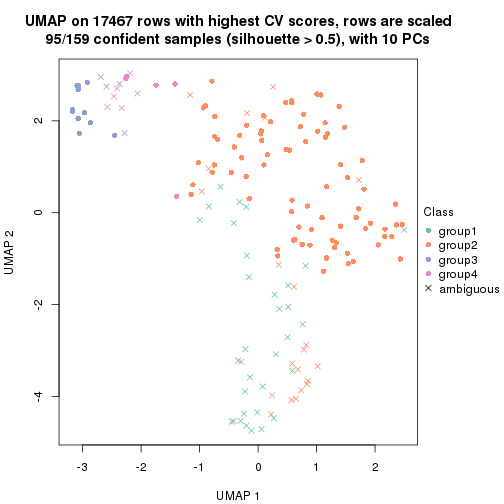 UMAP on 17467 rows with highest CV scores, rows are scaled
95/159 confident samples (silhouette > 0.5), with 10 PCs
2
0
-2
-4
UMAP 2
-3 -2 -1 0 1 2
UMAP 1
Class
group1
group2
group3
group4
ambiguous